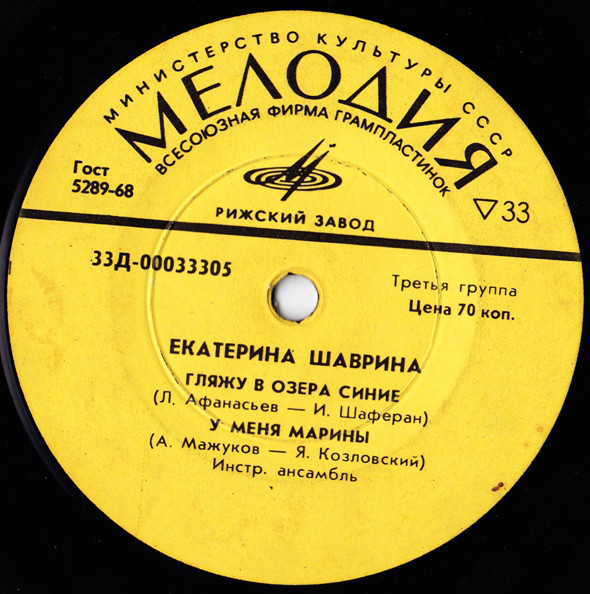 МИНИСТЕРСТВО КУЛЬТУРЫ СССР
МЕЛОДИЯ
ВСЕСОЮЗНАЯ ФИРМА ГРАМПЛАСТИНОК
Гост
5289-68
РИЖСКИЙ ЗАВОД
33
33Д-00033305
Третья группа
Цена 70 коп.
ЕКАТЕРИНА ШАВРИНА
ГЛЯЖУ В ОЗЕРА СИНИЕ
(Л. Афанасьев — И. Шаферан)
У МЕНЯ МАРИНЫ
(А. Мажуков — Я. Козловский)
Инстр. ансамбль